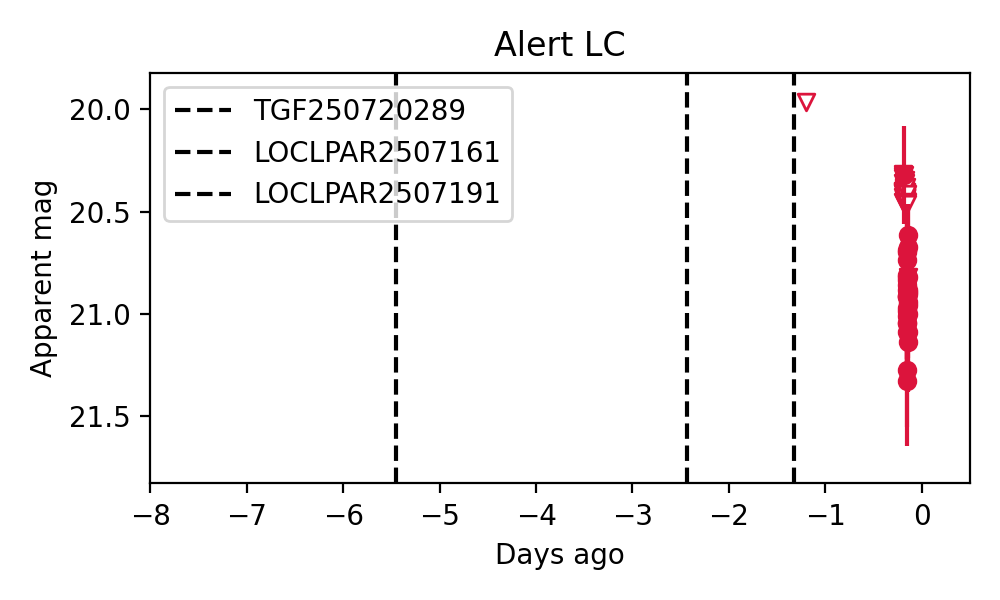 Alert LC
TGF250720289
LOCLPAR2507161
LOCLPAR2507191
Apparent mag
20.0
20.5
21.0
21.5
−8 −7 −6 −5 −4 −3 −2 −1 0
Days ago